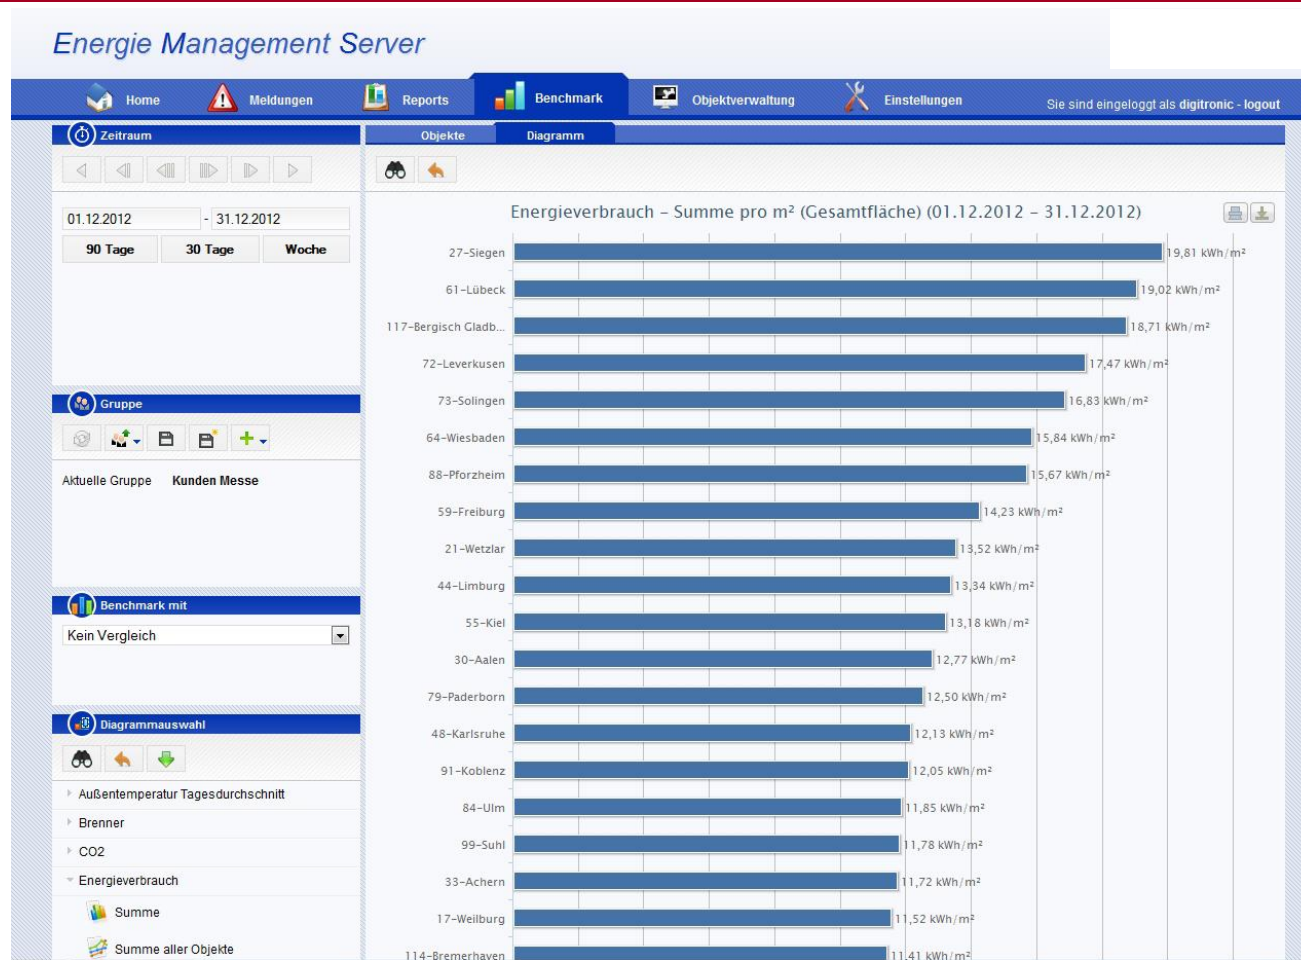 Energie Management Server
Home
Meldungen
Reports
Benchmark
Objektverwaltung
Einstellungen
Sie sind eingeloggt als digitronic - logout
Zeitraum
01.12.2012 - 31.12.2012
90 Tage
30 Tage
Woche
Gruppe
Aktuelle Gruppe Kunden Messe
Benchmark mit
Kein Vergleich
Diagrammauswahl
Außentemperatur Tagesdurchschnitt
Brenner
CO2
Energieverbrauch
Summe
Summe aller Objekte
Objekte
Diagramm
Energieverbrauch – Summe pro m² (Gesamtfläche) (01.12.2012 – 31.12.2012)
27-Siegen 19,81 kWh/m²
61-Lübeck 19,02 kWh/m²
117-Bergisch Gladb... 18,71 kWh/m²
72-Leverkusen 17,47 kWh/m²
73-Solingen 16,83 kWh/m²
64-Wiesbaden 15,84 kWh/m²
88-Pforzheim 15,67 kWh/m²
59-Freiburg 14,23 kWh/m²
21-Wetzlar 13,52 kWh/m²
44-Limburg 13,34 kWh/m²
55-Kiel 13,18 kWh/m²
30-Aalen 12,77 kWh/m²
79-Paderborn 12,50 kWh/m²
48-Karlsruhe 12,13 kWh/m²
91-Koblenz 12,05 kWh/m²
84-Ulm 11,85 kWh/m²
99-Suhl 11,78 kWh/m²
33-Achern 11,72 kWh/m²
17-Weilburg 11,52 kWh/m²
114-Bremerhaven 11,41 kWh/m²